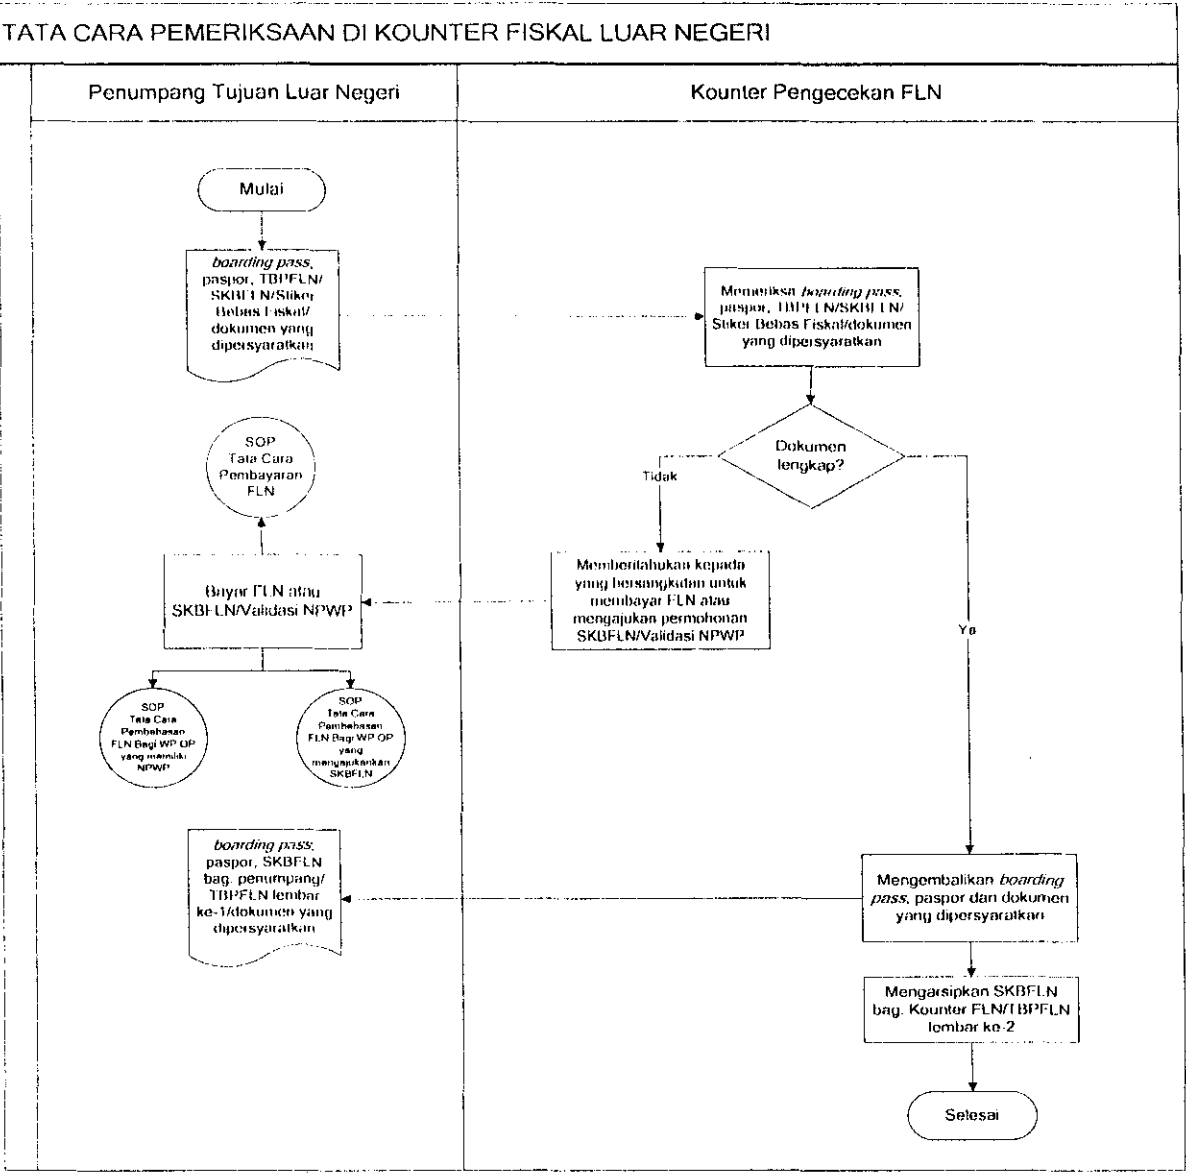 TATA CARA PEMERIKSAAN DI KOUNTER FISKAL LUAR NEGERI
Penumpang Tujuan Luar Negeri
Kounter Pengecekan FLN
Mulai
boarding pass,
paspor, TBPFLN/
SKBFLN/Stiker
Bebas Fiskal/
dokumen yang
dipersyaratkan
Memeriksa boarding pass,
paspor, TBPFLN/SKBFLN/
Stiker Bebas Fiskal/dokumen
yang dipersyaratkan
Dokumen
lengkap?
Tidak
Ya
SOP
Tata Cara
Pembayaran
FLN
Memberitahukan kepada
yang bersangkutan untuk
membayar FLN atau
mengajukan permohonan
SKBFLN/Validasi NPWP
Bayar FLN atau
SKBFLN/Validasi NPWP
SOP
Tata Cara
Pembebasan
FLN Bagi WP OP
yang memiliki
NPWP
SOP
Tata Cara
Pembebasan
FLN Bagi WP OP
yang
mengajukankan
SKBFLN
boarding pass,
paspor, SKBFLN
bag. penumpang/
TBPFLN lembar
ke-1/dokumen yang
dipersyaratkan
Mengembalikan boarding
pass, paspor dan dokumen
yang dipersyaratkan
Mengarsipkan SKBFLN
bag. Kounter FLN/TBPFLN
lembar ke-2
Selesai